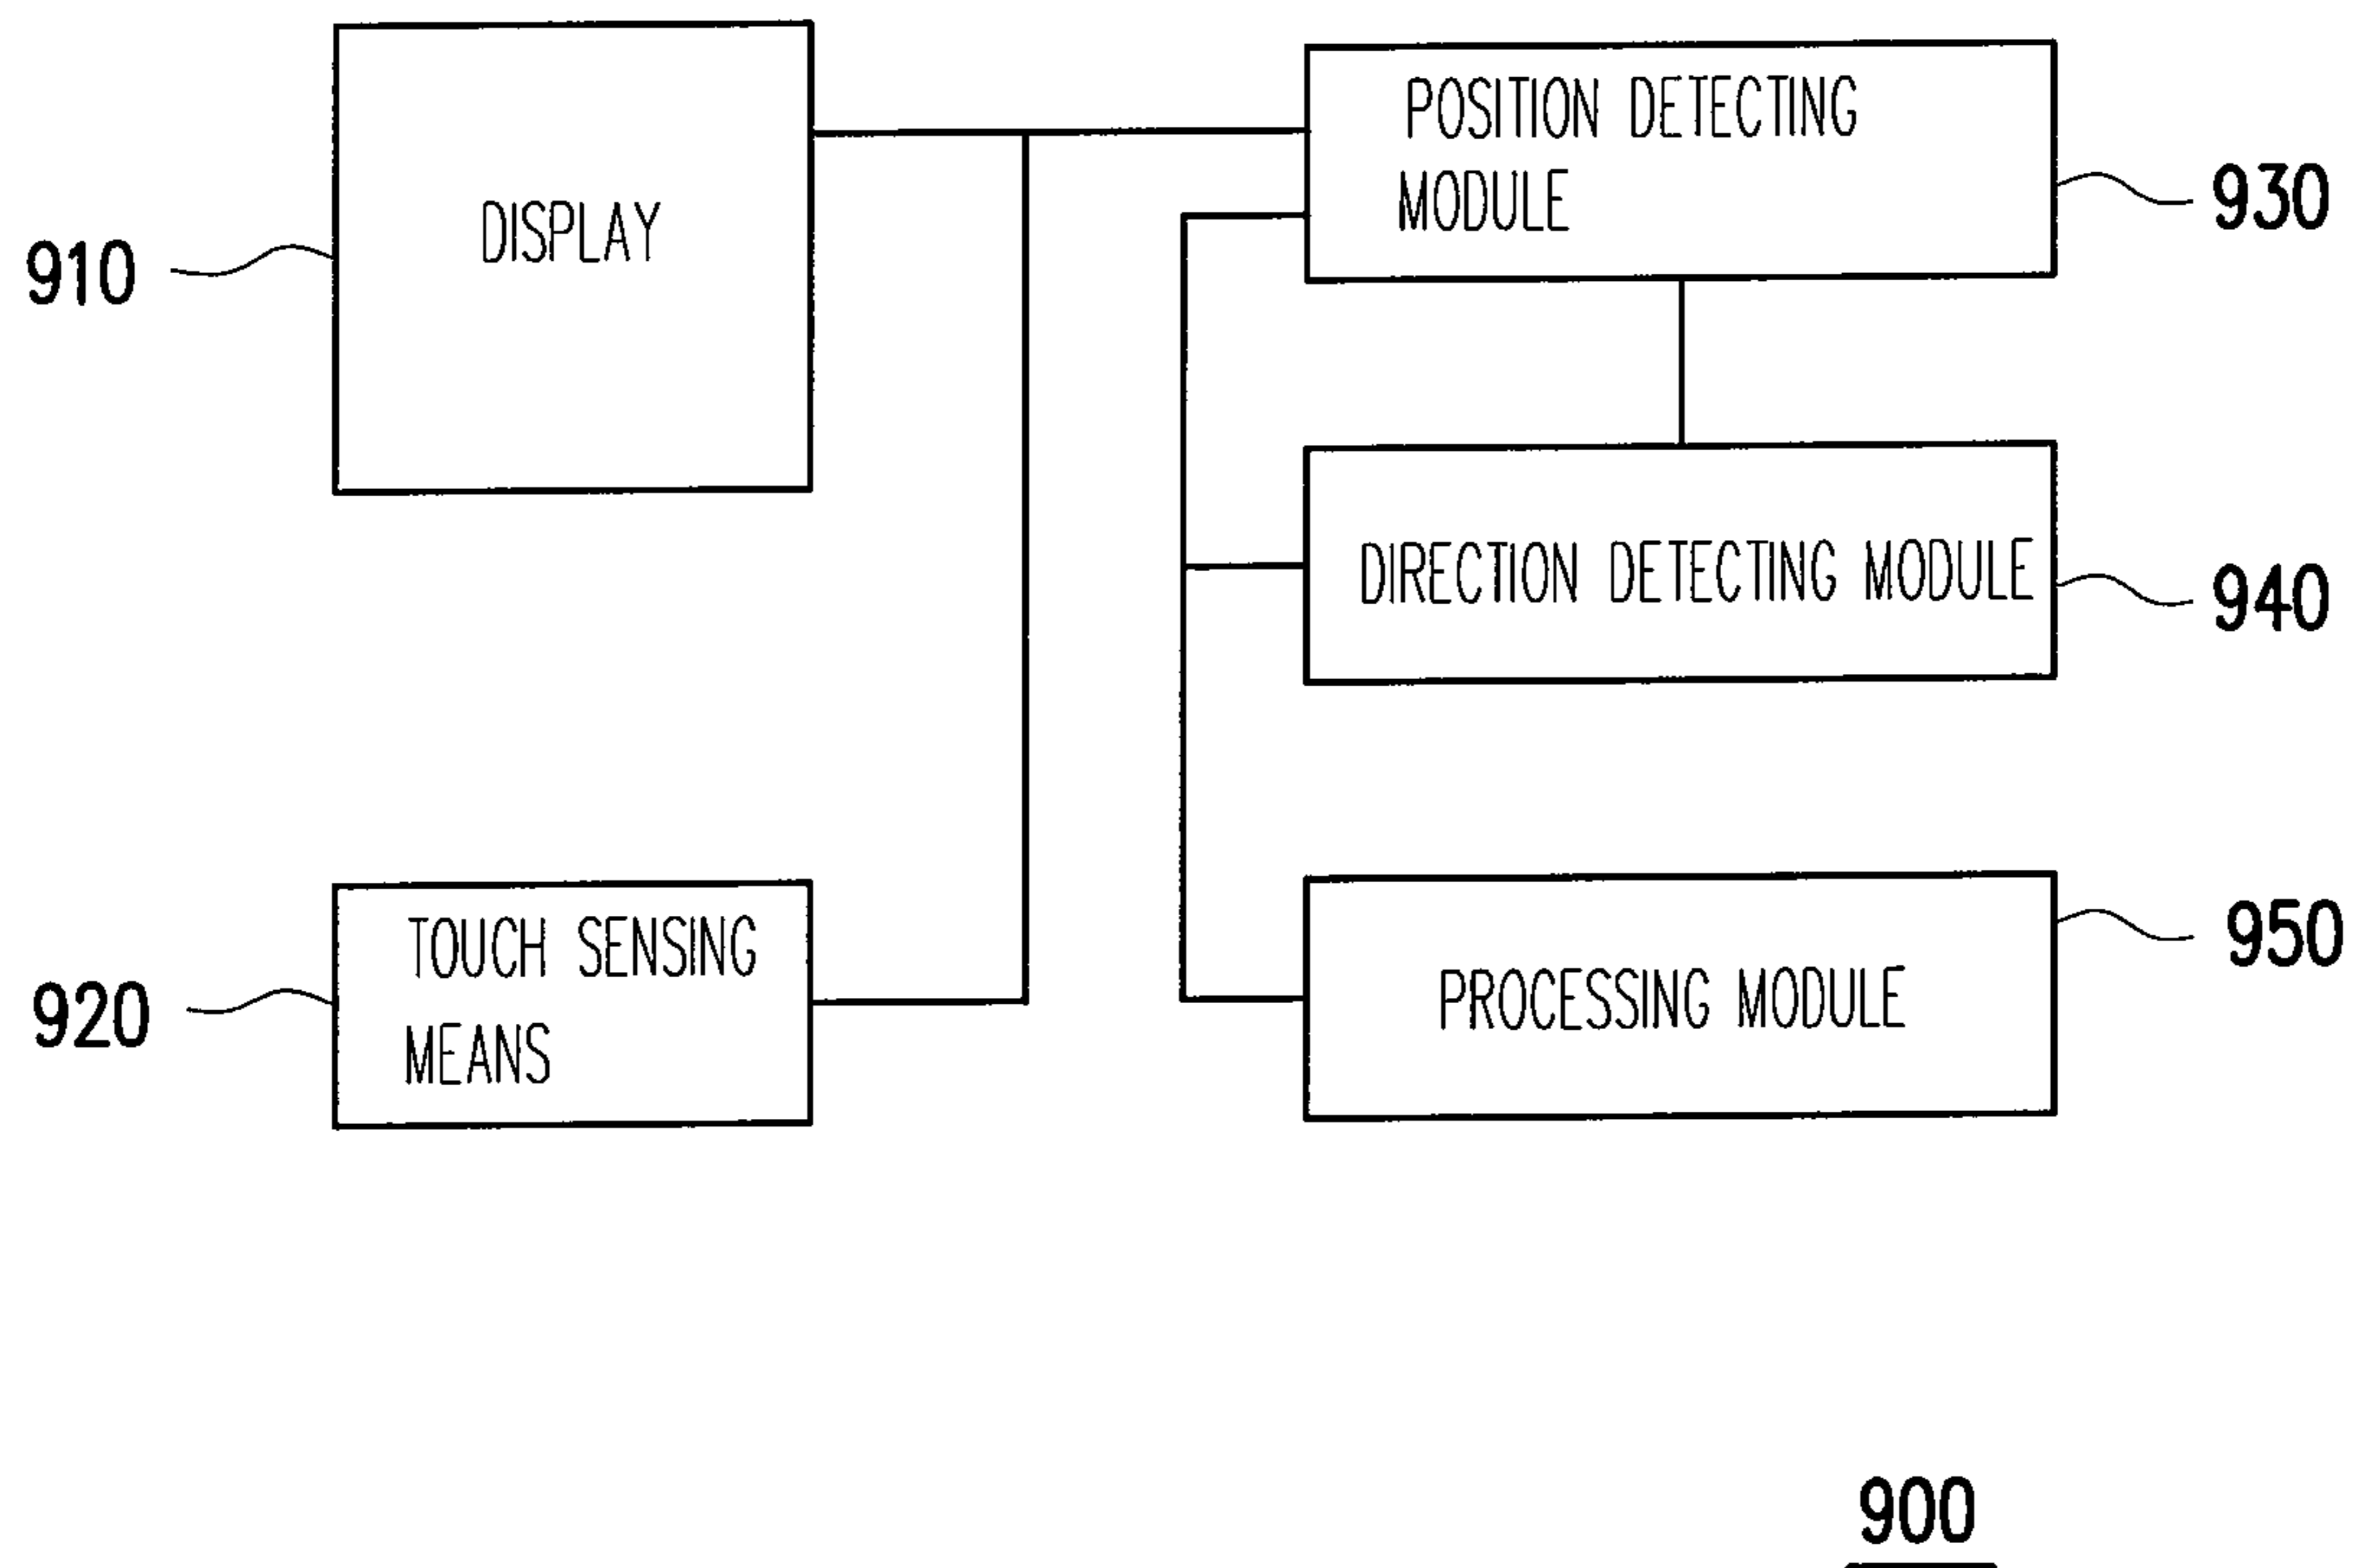 DISPLAY
910
POSITION DETECTING
MODULE
930
DIRECTION DETECTING MODULE
940
TOUCH SENSING
MEANS
920
PROCESSING MODULE
950
900